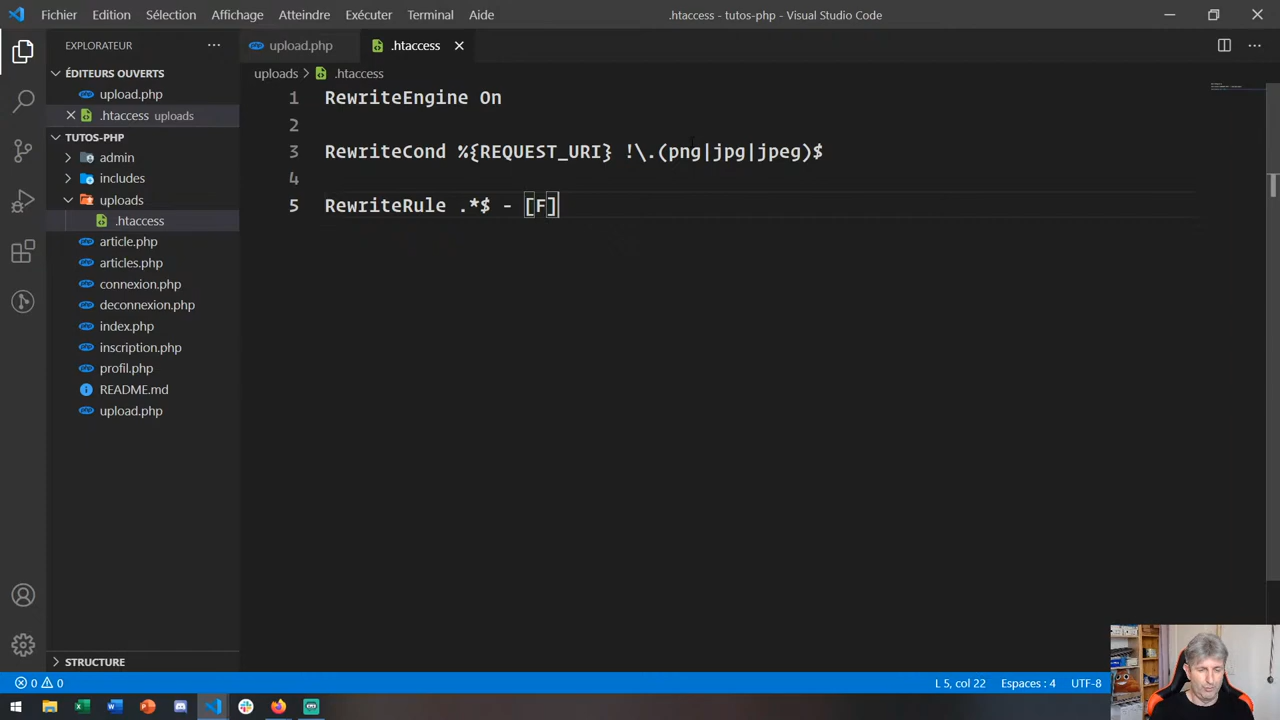 Fichier Edition Sélection Affichage Atteindre Exécuter Terminal Aide
.htaccess - tutos-php - Visual Studio Code
EXPLORATEUR
upload.php
.htaccess
ÉDITEURS OUVERTS
upload.php
.htaccess uploads
TUTOS-PHP
admin
includes
uploads
.htaccess
article.php
articles.php
connexion.php
deconnexion.php
index.php
inscription.php
profil.php
README.md
upload.php
STRUCTURE
uploads > .htaccess
1 RewriteEngine On
2
3 RewriteCond %{REQUEST_URI} !\.(png|jpg|jpeg)$
4
5 RewriteRule .*$ - [F]
0 0
L 5, col 22
Espaces : 4
UTF-8